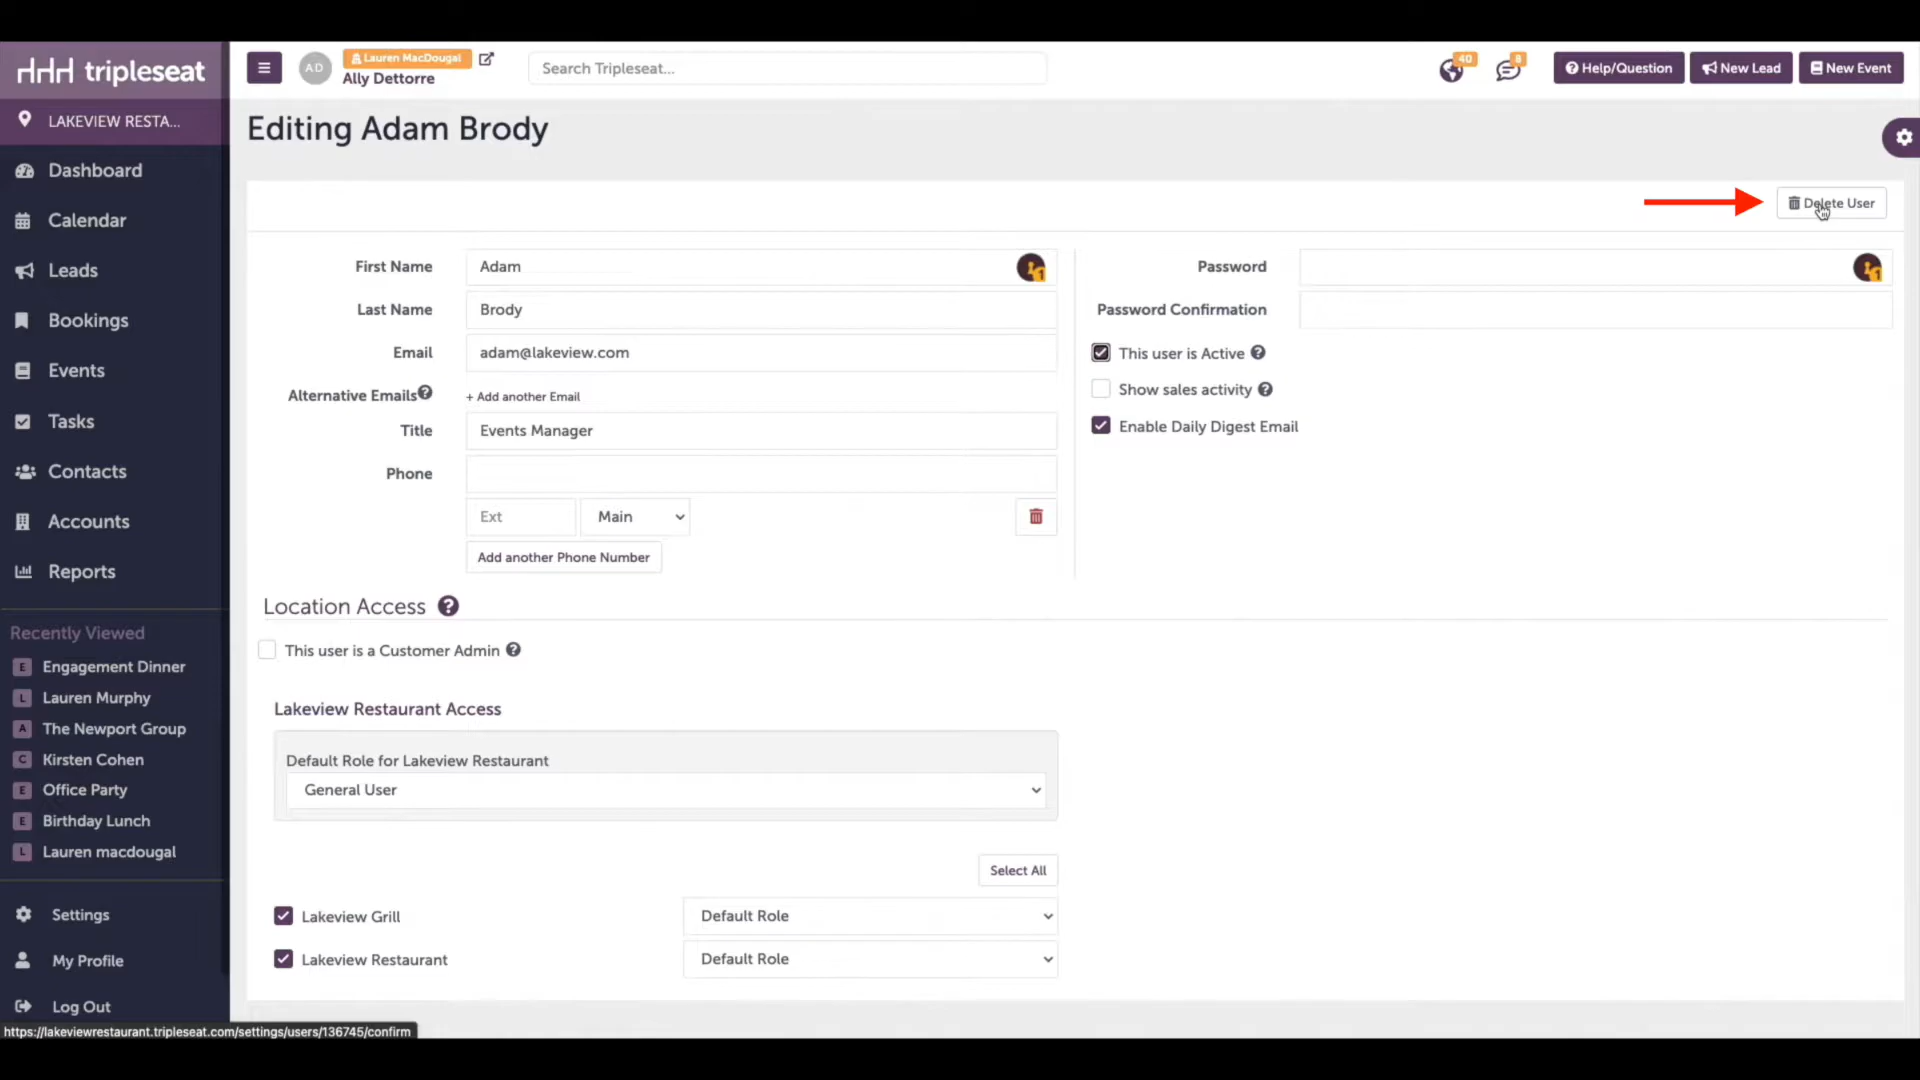 tripleseat
AD
Lauren MacDougal
Ally Dettorre
Search Tripleseat...
40
8
Help/Question
New Lead
New Event
LAKEVIEW RESTA...
Dashboard
Calendar
Leads
Bookings
Events
Tasks
Contacts
Accounts
Reports
Recently Viewed
E Engagement Dinner
L Lauren Murphy
A The Newport Group
C Kirsten Cohen
E Office Party
E Birthday Lunch
L Lauren macdougal
Settings
My Profile
Log Out
https://lakeviewrestaurant.tripleseat.com/settings/users/136745/confirm
Editing Adam Brody
Delete User
First Name Adam
Last Name Brody
Email adam@lakeview.com
Alternative Emails + Add another Email
Title Events Manager
Phone
Ext Main
Add another Phone Number
Password
Password Confirmation
This user is Active
Show sales activity
Enable Daily Digest Email
Location Access
This user is a Customer Admin
Lakeview Restaurant Access
Default Role for Lakeview Restaurant
General User
Select All
Lakeview Grill Default Role
Lakeview Restaurant Default Role